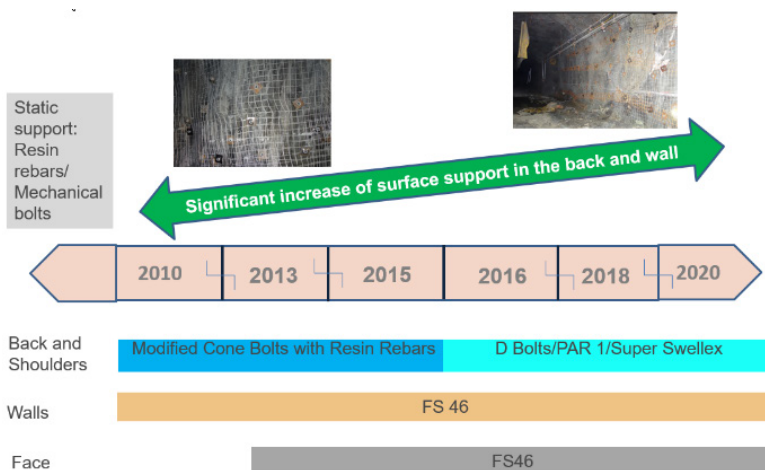 Static
support:
Resin
rebars/
Mechanical
bolts
Significant increase of surface support in the back and wall
2010
2013
2015
2016
2018
2020
Back and
Shoulders
Modified Cone Bolts with Resin Rebars
D Bolts/PAR 1/Super Swellex
Walls
FS 46
Face
FS46